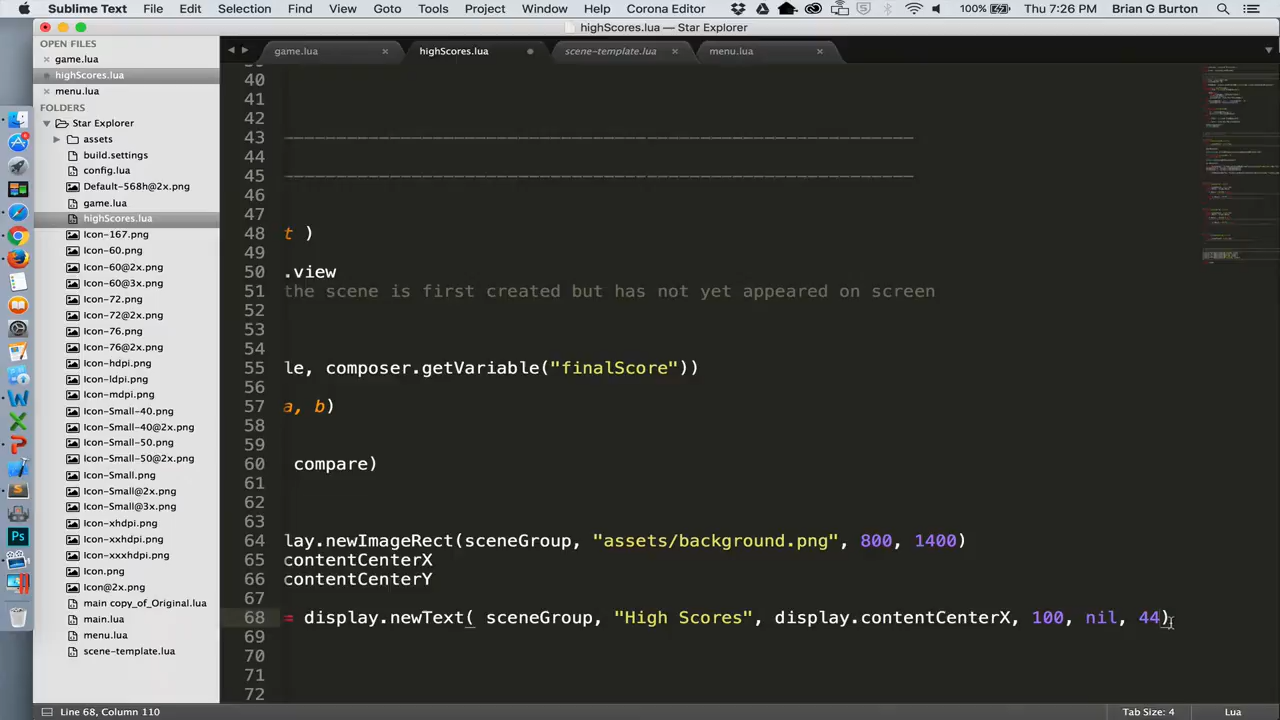 Sublime Text File Edit Selection Find View Goto Tools Project Window Help Corona Editor 100% Thu 7:26 PM Brian G Burton
highScores.lua — Star Explorer
OPEN FILES
game.lua
highScores.lua
menu.lua
FOLDERS
Star Explorer
assets
build.settings
config.lua
Default-568h@2x.png
game.lua
highScores.lua
Icon-167.png
Icon-60.png
Icon-60@2x.png
Icon-60@3x.png
Icon-72.png
Icon-72@2x.png
Icon-76.png
Icon-76@2x.png
Icon-hdpi.png
Icon-ldpi.png
Icon-mdpi.png
Icon-Small-40.png
Icon-Small-40@2x.png
Icon-Small-50.png
Icon-Small-50@2x.png
Icon-Small.png
Icon-Small@2x.png
Icon-Small@3x.png
Icon-xhdpi.png
Icon-xxhdpi.png
Icon-xxxhdpi.png
Icon.png
Icon@2x.png
main copy_of_Original.lua
main.lua
menu.lua
scene-template.lua
game.lua highScores.lua scene-template.lua menu.lua
40
41
42
43 ------------------------------------------------------------------
44
45 ------------------------------------------------------------------
46
47
48 t )
49
50 .view
51 the scene is first created but has not yet appeared on screen
52
53
54
55 le, composer.getVariable("finalScore"))
56
57 a, b)
58
59
60 compare)
61
62
63
64 lay.newImageRect(sceneGroup, "assets/background.png", 800, 1400)
65 contentCenterX
66 contentCenterY
67
68 = display.newText( sceneGroup, "High Scores", display.contentCenterX, 100, nil, 44)
69
70
71
72
Line 68, Column 110 Tab Size: 4 Lua